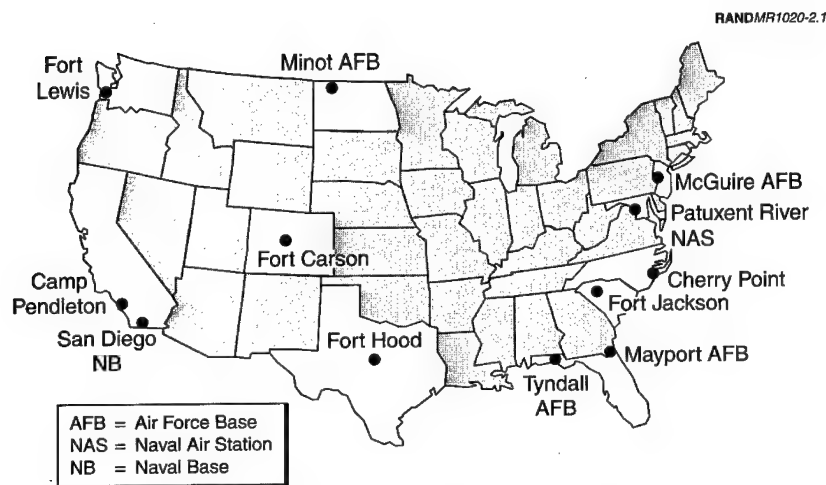 RANDMR1020-2.1
Minot AFB
Fort
Lewis
McGuire AFB
Patuxent River
NAS
Fort Carson
Cherry Point
Camp
Pendleton
Fort Jackson
San Diego
NB
Fort Hood
Mayport AFB
Tyndall
AFB
AFB = Air Force Base
NAS = Naval Air Station
NB = Naval Base